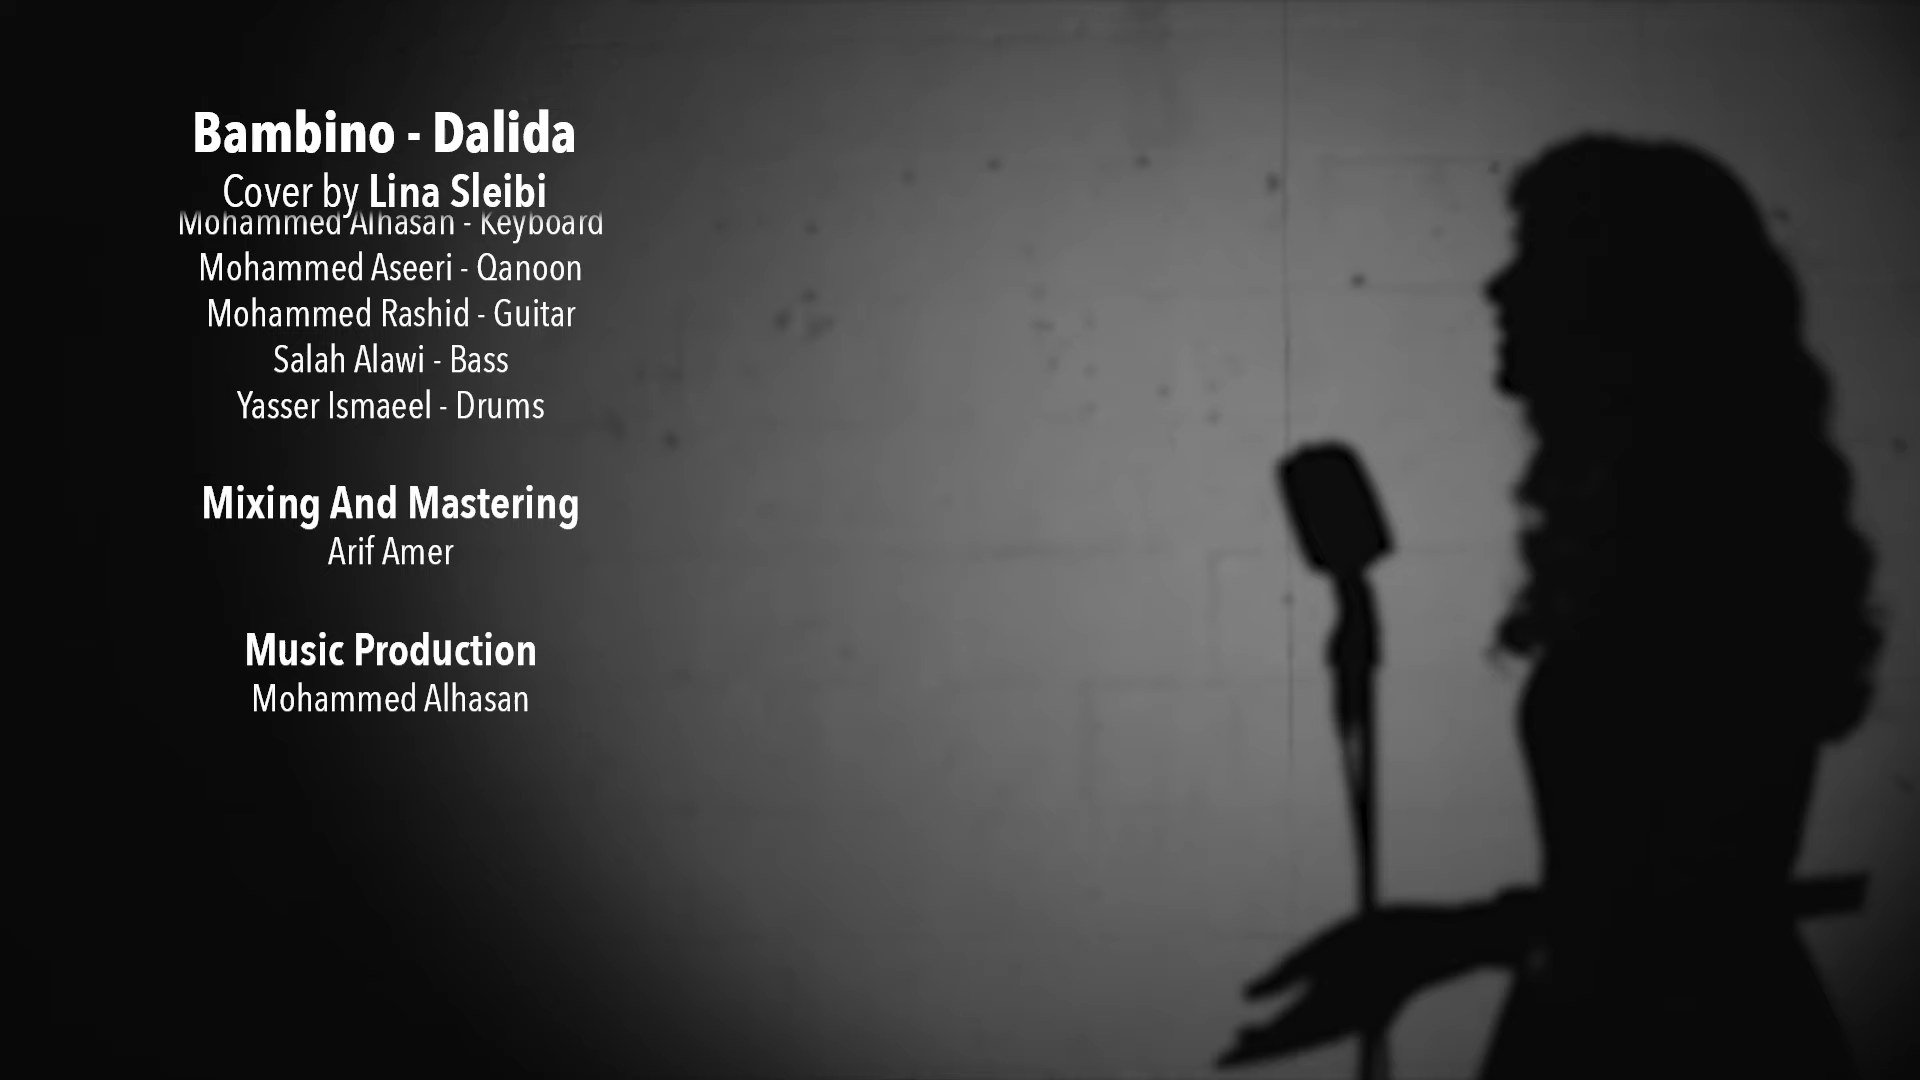 Bambino - Dalida
Cover by Lina Sleibi
Mohammed Alhasan - Keyboard
Mohammed Aseeri - Qanoon
Mohammed Rashid - Guitar
Salah Alawi - Bass
Yasser Ismaeel - Drums
Mixing And Mastering
Arif Amer
Music Production
Mohammed Alhasan